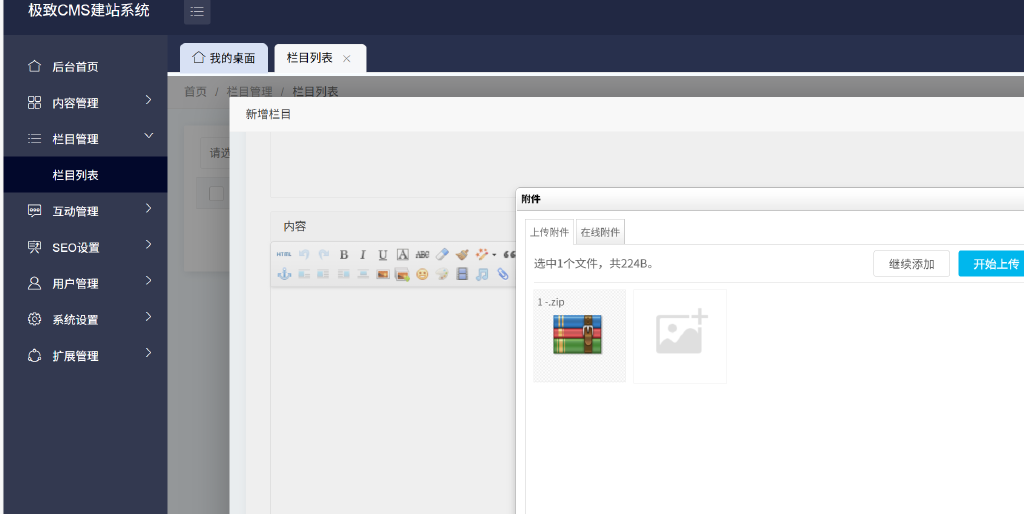 极致CMS建站系统
我的桌面
栏目列表
首页 / 栏目管理 / 栏目列表
后台首页
内容管理
栏目管理
栏目列表
互动管理
SEO设置
用户管理
系统设置
扩展管理
新增栏目
请选
内容
HTML
B I U A ABC
附件
上传附件
在线附件
选中1个文件，共224B。
继续添加
开始上传
1 -.zip